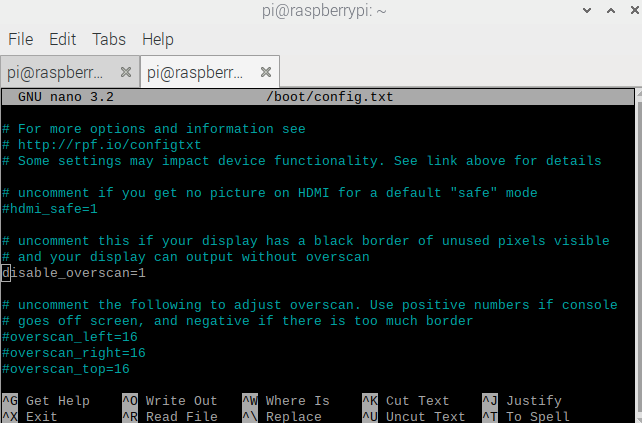 pi@raspberrypi: ~
File Edit Tabs Help
pi@raspberr... pi@raspberr...
GNU nano 3.2 /boot/config.txt
# For more options and information see
# http://rpf.io/configtxt
# Some settings may impact device functionality. See link above for details
# uncomment if you get no picture on HDMI for a default "safe" mode
#hdmi_safe=1
# uncomment this if your display has a black border of unused pixels visible
# and your display can output without overscan
disable_overscan=1
# uncomment the following to adjust overscan. Use positive numbers if console
# goes off screen, and negative if there is too much border
#overscan_left=16
#overscan_right=16
#overscan_top=16
^G Get Help ^O Write Out ^W Where Is ^K Cut Text ^J Justify
^X Exit ^R Read File ^\ Replace ^U Uncut Text ^T To Spell